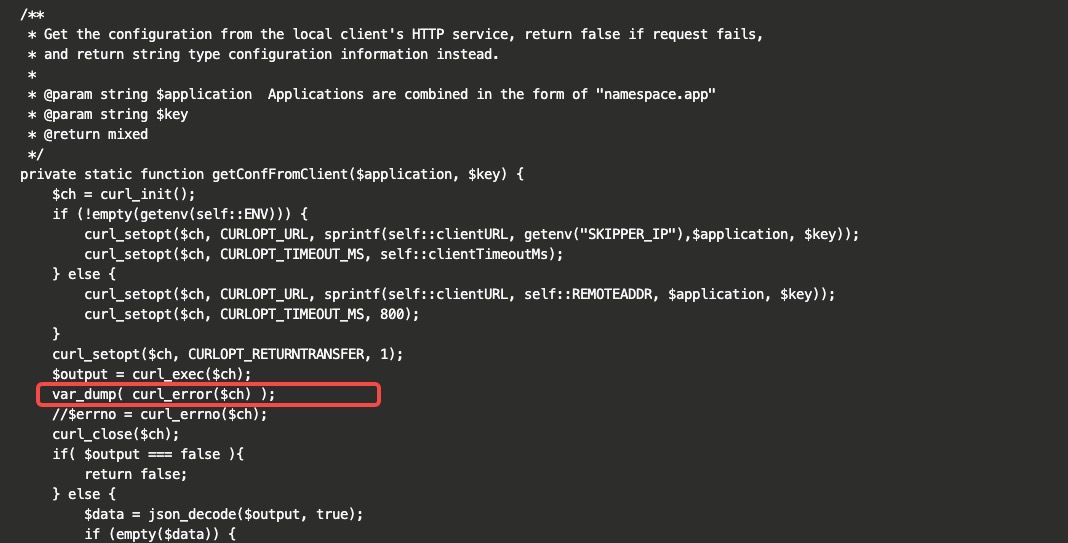 /**
 * Get the configuration from the local client's HTTP service, return false if request fails,
 * and return string type configuration information instead.
 *
 * @param string $application  Applications are combined in the form of "namespace.app"
 * @param string $key
 * @return mixed
 */
private static function getConfFromClient($application, $key) {
    $ch = curl_init();
    if (!empty(getenv(self::ENV))) {
        curl_setopt($ch, CURLOPT_URL, sprintf(self::clientURL, getenv("SKIPPER_IP"),$application, $key));
        curl_setopt($ch, CURLOPT_TIMEOUT_MS, self::clientTimeoutMs);
    } else {
        curl_setopt($ch, CURLOPT_URL, sprintf(self::clientURL, self::REMOTEADDR, $application, $key));
        curl_setopt($ch, CURLOPT_TIMEOUT_MS, 800);
    }
    curl_setopt($ch, CURLOPT_RETURNTRANSFER, 1);
    $output = curl_exec($ch);
    var_dump( curl_error($ch) );
    //$errno = curl_errno($ch);
    curl_close($ch);
    if( $output === false ){
        return false;
    } else {
        $data = json_decode($output, true);
        if (empty($data)) {